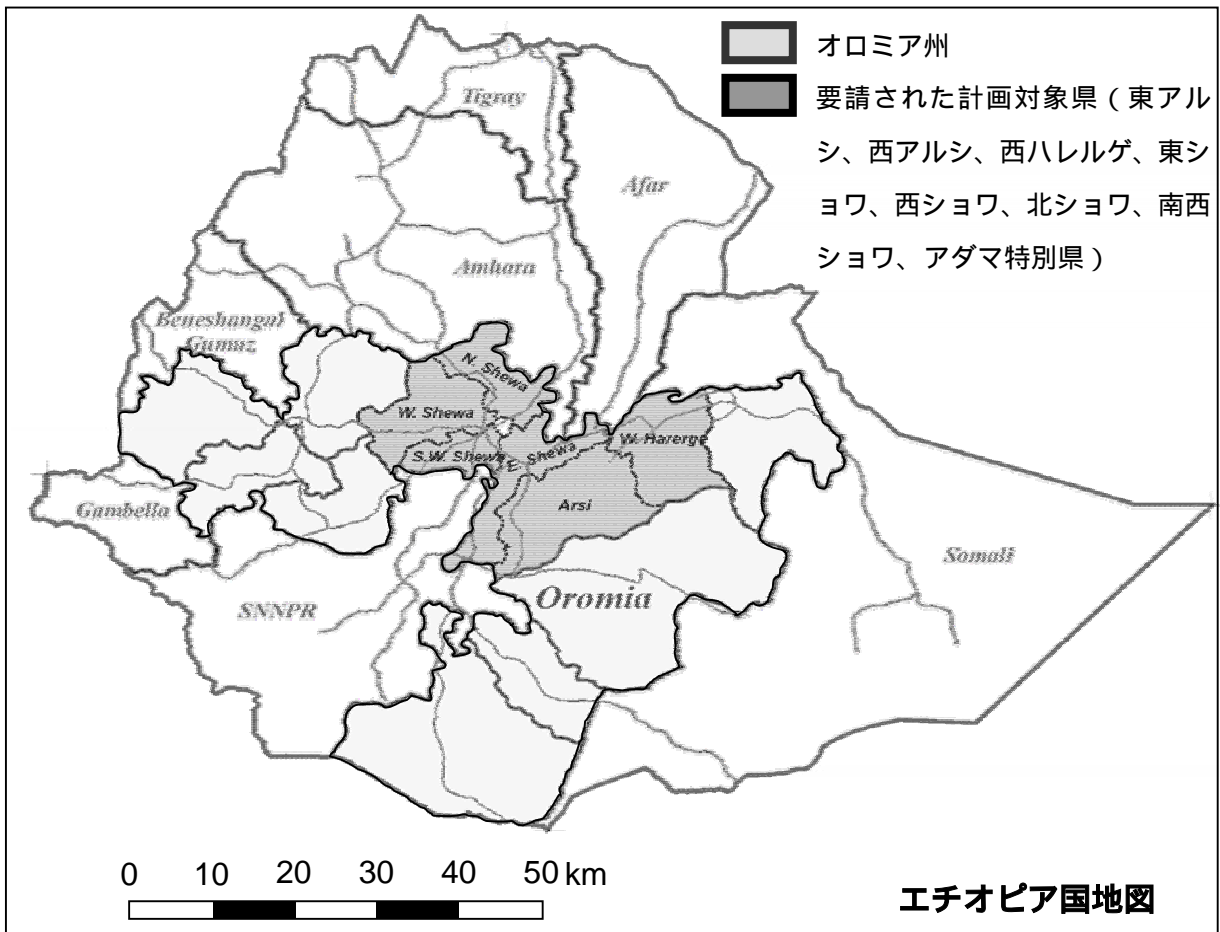 オロミア州
要請された計画対象県（東アル
シ、西アルシ、西ハレルゲ、東シ
ョワ、西ショワ、北ショワ、南西
ショワ、アダマ特別県）
Tigray
Afar
Amhara
Beneshangul
Gumuz
N. Shewa
W. Shewa
S.W. Shewa
E. Shewa
W. Harerge
Arsi
Gambella
Somali
SNNPR
Oromia
0 10 20 30 40 50 km
エチオピア国地図